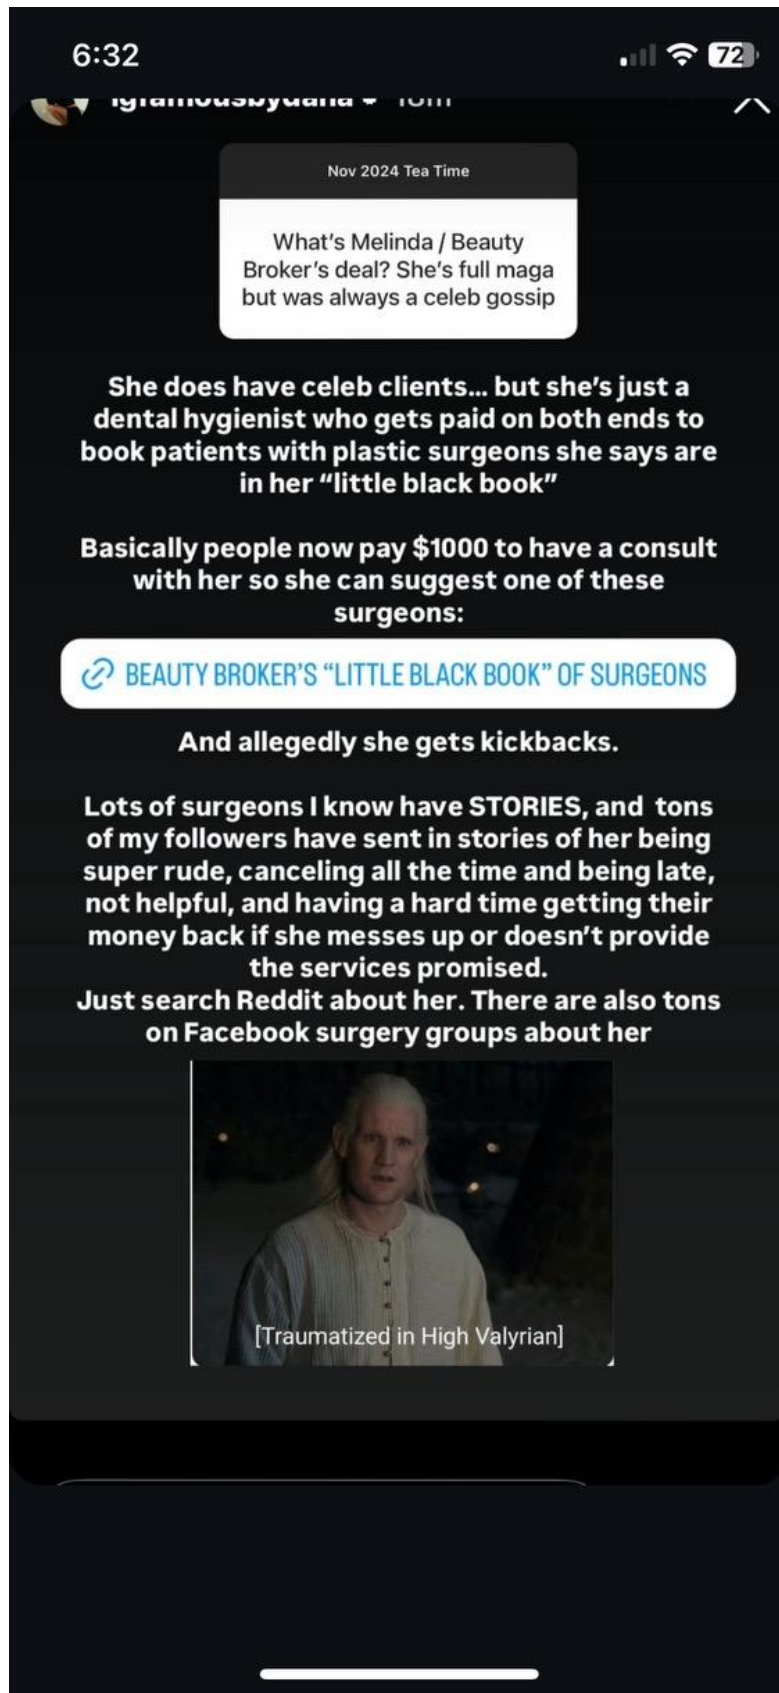 6:32
72
igfamousbydana 18m
Nov 2024 Tea Time
What's Melinda / Beauty
Broker's deal? She's full maga
but was always a celeb gossip
She does have celeb clients... but she's just a
dental hygienist who gets paid on both ends to
book patients with plastic surgeons she says are
in her “little black book”
Basically people now pay $1000 to have a consult
with her so she can suggest one of these
surgeons:
BEAUTY BROKER'S “LITTLE BLACK BOOK” OF SURGEONS
And allegedly she gets kickbacks.
Lots of surgeons I know have STORIES, and tons
of my followers have sent in stories of her being
super rude, canceling all the time and being late,
not helpful, and having a hard time getting their
money back if she messes up or doesn't provide
the services promised.
Just search Reddit about her. There are also tons
on Facebook surgery groups about her
[Traumatized in High Valyrian]